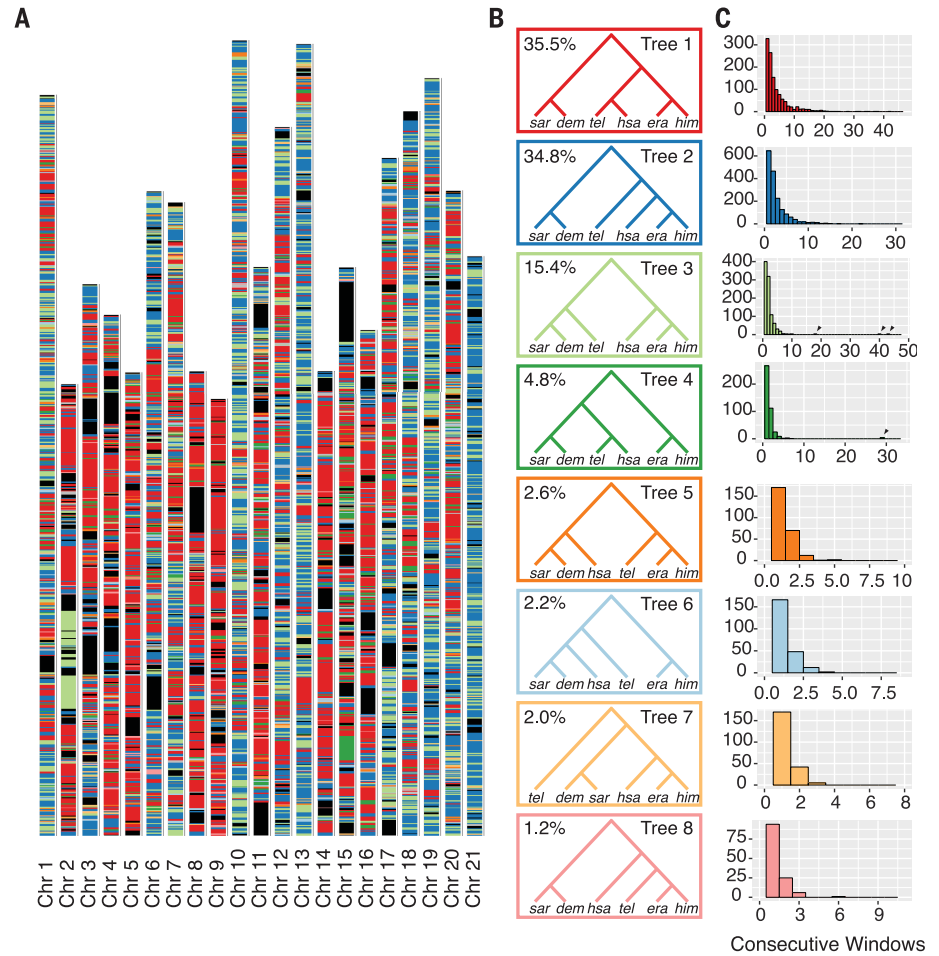 A
B
C
Chr 1
Chr 2
Chr 3
Chr 4
Chr 5
Chr 6
Chr 7
Chr 8
Chr 9
Chr 10
Chr 11
Chr 12
Chr 13
Chr 14
Chr 15
Chr 16
Chr 17
Chr 18
Chr 19
Chr 20
Chr 21
35.5% Tree 1
sar dem tel hsa era him
300
200
100
0
0 10 20 30 40
34.8% Tree 2
sar dem tel hsa era him
600
400
200
0
0 10 20 30
15.4% Tree 3
sar dem tel hsa era him
400
300
200
100
0
0 10 20 30 40 50
4.8% Tree 4
sar dem tel hsa era him
200
100
0
0 10 20 30
2.6% Tree 5
sar dem hsa tel era him
150
100
50
0
0.0 2.5 5.0 7.5 10
2.2% Tree 6
sar dem hsa tel era him
150
100
50
0
0.0 2.5 5.0 7.5
2.0% Tree 7
tel dem sar hsa era him
150
100
50
0
0 2 4 6 8
1.2% Tree 8
sar dem hsa tel era him
75
50
25
0
0 3 6 9
Consecutive Windows